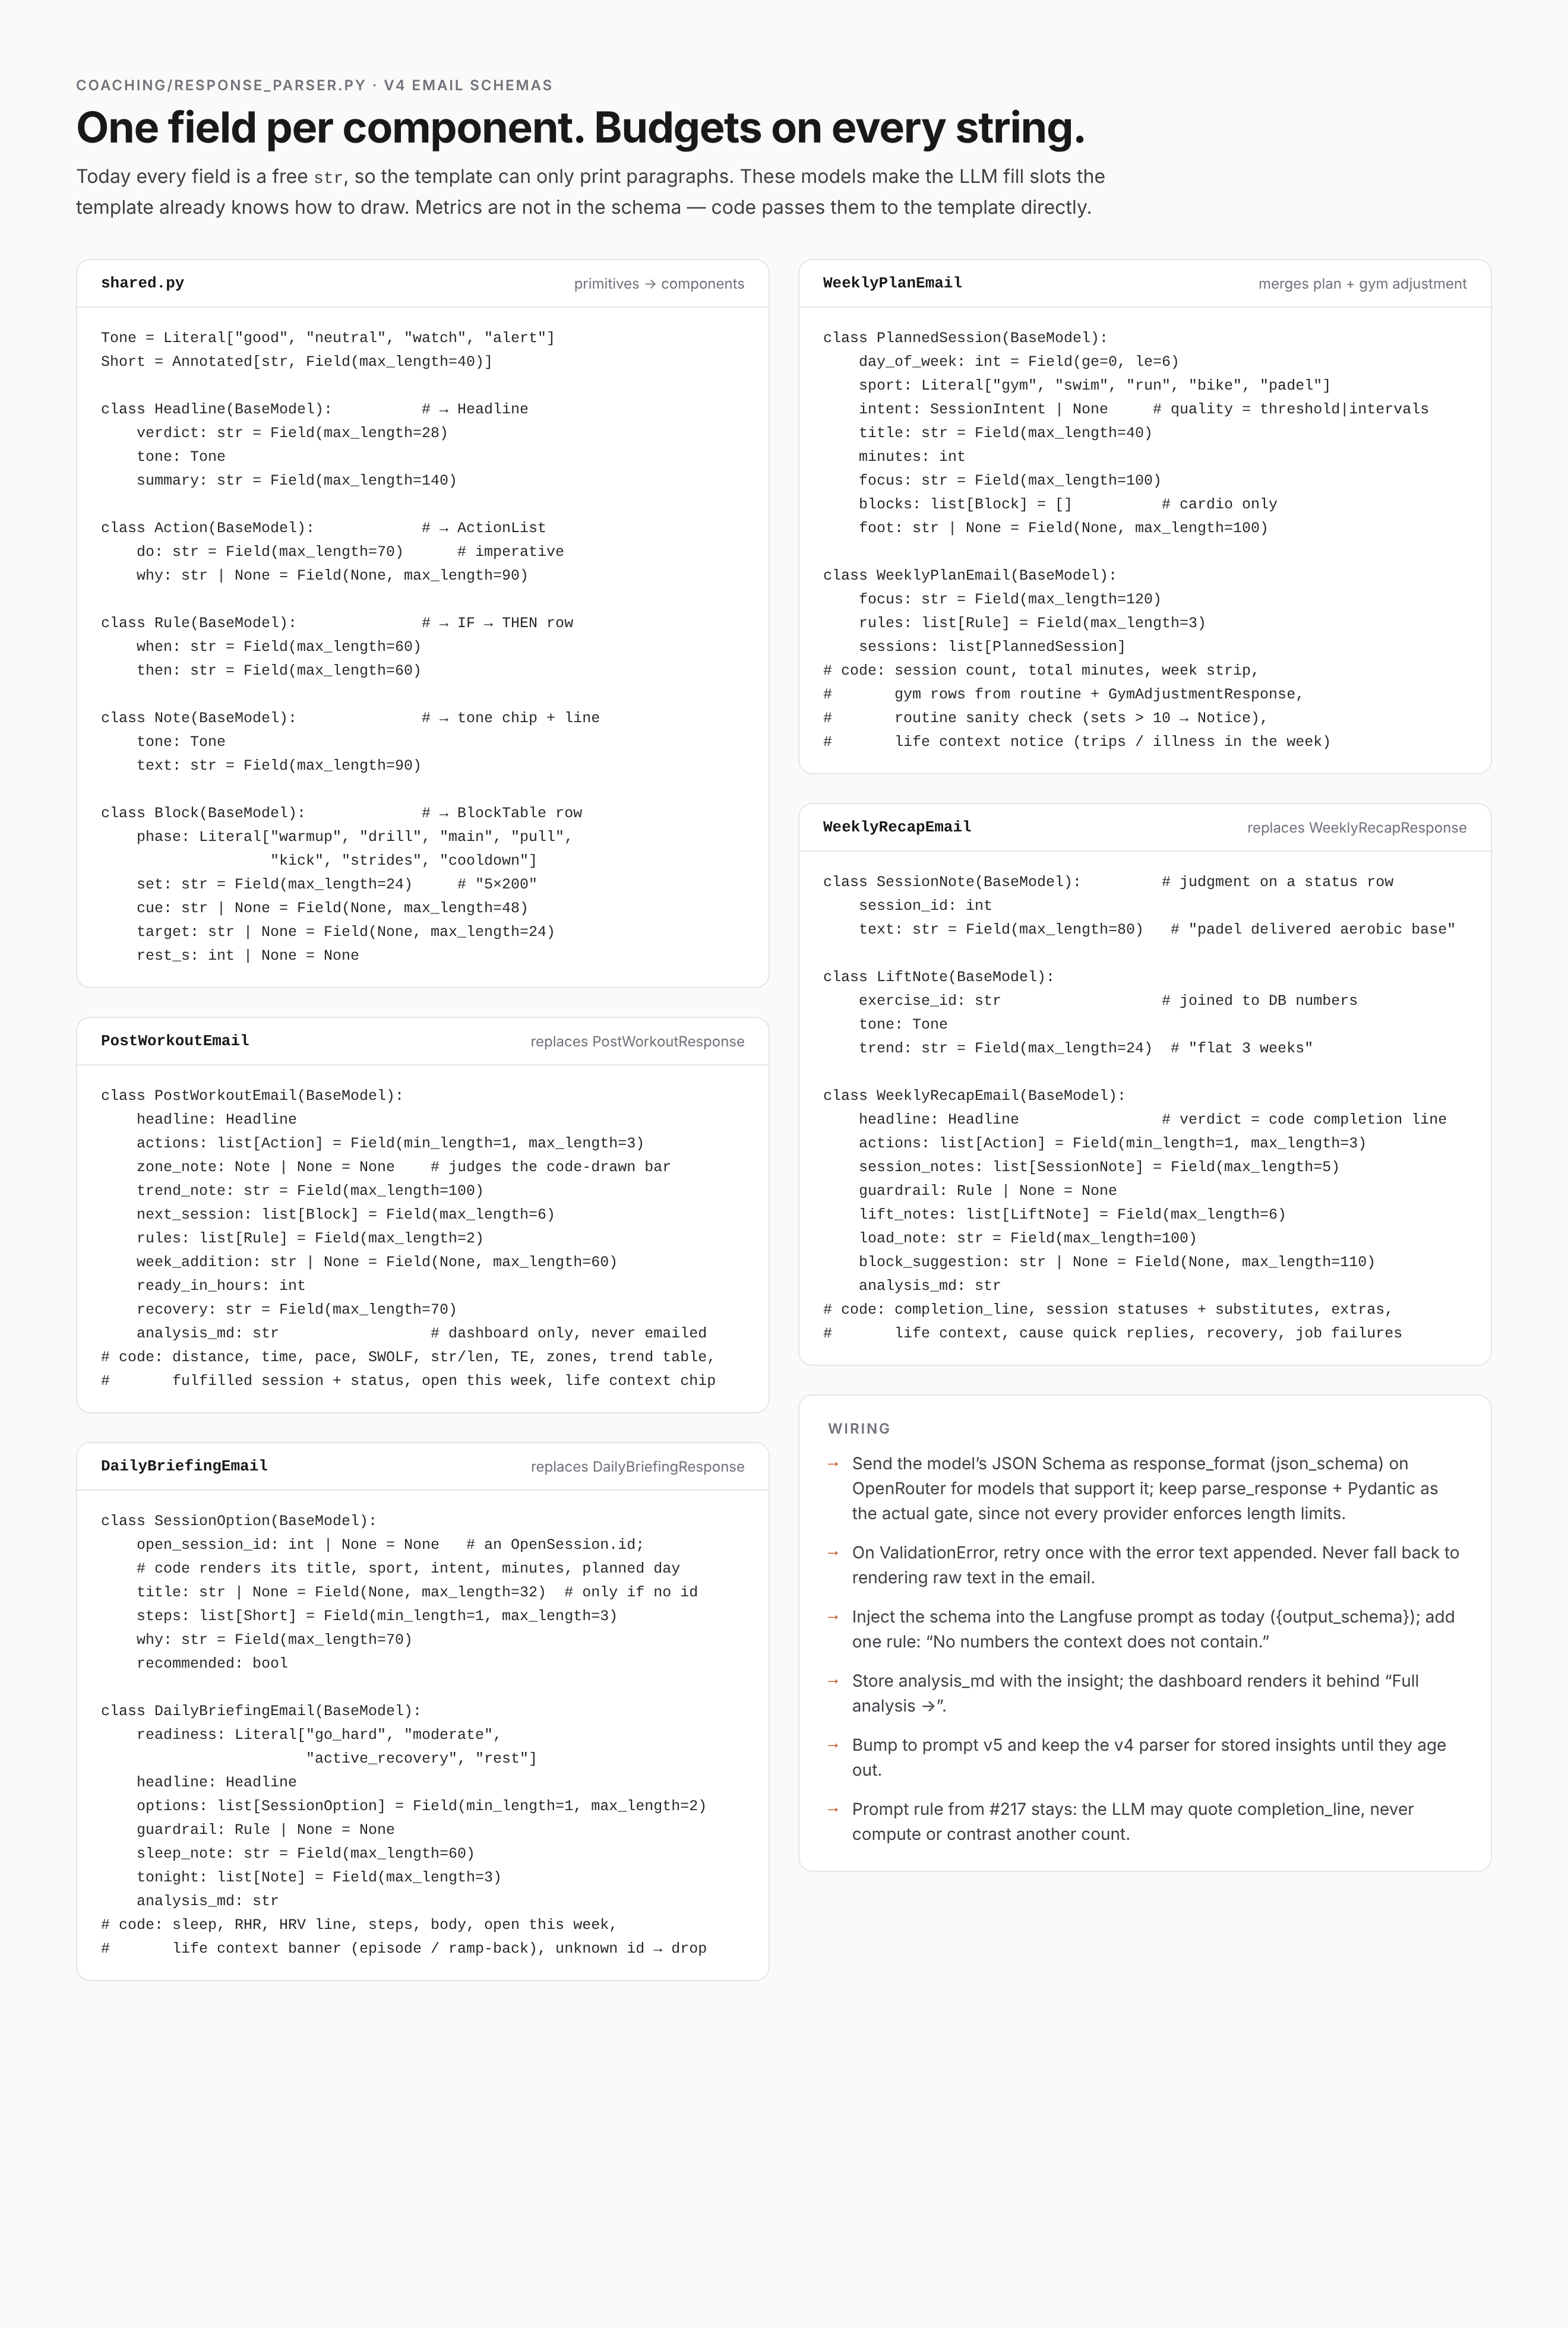 COACHING/RESPONSE_PARSER.PY · V4 EMAIL SCHEMAS
One field per component. Budgets on every string.
Today every field is a free str, so the template can only print paragraphs. These models make the LLM fill slots the
template already knows how to draw. Metrics are not in the schema — code passes them to the template directly.
shared.py
primitives → components
Tone = Literal["good", "neutral", "watch", "alert"]
Short = Annotated[str, Field(max_length=40)]
class Headline(BaseModel):          # → Headline
    verdict: str = Field(max_length=28)
    tone: Tone
    summary: str = Field(max_length=140)
class Action(BaseModel):            # → ActionList
    do: str = Field(max_length=70)      # imperative
    why: str | None = Field(None, max_length=90)
class Rule(BaseModel):              # → IF → THEN row
    when: str = Field(max_length=60)
    then: str = Field(max_length=60)
class Note(BaseModel):              # → tone chip + line
    tone: Tone
    text: str = Field(max_length=90)
class Block(BaseModel):             # → BlockTable row
    phase: Literal["warmup", "drill", "main", "pull",
                   "kick", "strides", "cooldown"]
    set: str = Field(max_length=24)     # "5×200"
    cue: str | None = Field(None, max_length=48)
    target: str | None = Field(None, max_length=24)
    rest_s: int | None = None
PostWorkoutEmail
replaces PostWorkoutResponse
class PostWorkoutEmail(BaseModel):
    headline: Headline
    actions: list[Action] = Field(min_length=1, max_length=3)
    zone_note: Note | None = None    # judges the code-drawn bar
    trend_note: str = Field(max_length=100)
    next_session: list[Block] = Field(max_length=6)
    rules: list[Rule] = Field(max_length=2)
    week_addition: str | None = Field(None, max_length=60)
    ready_in_hours: int
    recovery: str = Field(max_length=70)
    analysis_md: str                 # dashboard only, never emailed
# code: distance, time, pace, SWOLF, str/len, TE, zones, trend table,
#       fulfilled session + status, open this week, life context chip
DailyBriefingEmail
replaces DailyBriefingResponse
class SessionOption(BaseModel):
    open_session_id: int | None = None   # an OpenSession.id;
    # code renders its title, sport, intent, minutes, planned day
    title: str | None = Field(None, max_length=32)  # only if no id
    steps: list[Short] = Field(min_length=1, max_length=3)
    why: str = Field(max_length=70)
    recommended: bool
class DailyBriefingEmail(BaseModel):
    readiness: Literal["go_hard", "moderate",
                       "active_recovery", "rest"]
    headline: Headline
    options: list[SessionOption] = Field(min_length=1, max_length=2)
    guardrail: Rule | None = None
    sleep_note: str = Field(max_length=60)
    tonight: list[Note] = Field(max_length=3)
    analysis_md: str
# code: sleep, RHR, HRV line, steps, body, open this week,
#       life context banner (episode / ramp-back), unknown id → drop
WeeklyPlanEmail
merges plan + gym adjustment
class PlannedSession(BaseModel):
    day_of_week: int = Field(ge=0, le=6)
    sport: Literal["gym", "swim", "run", "bike", "padel"]
    intent: SessionIntent | None     # quality = threshold|intervals
    title: str = Field(max_length=40)
    minutes: int
    focus: str = Field(max_length=100)
    blocks: list[Block] = []          # cardio only
    foot: str | None = Field(None, max_length=100)
class WeeklyPlanEmail(BaseModel):
    focus: str = Field(max_length=120)
    rules: list[Rule] = Field(max_length=3)
    sessions: list[PlannedSession]
# code: session count, total minutes, week strip,
#       gym rows from routine + GymAdjustmentResponse,
#       routine sanity check (sets > 10 → Notice),
#       life context notice (trips / illness in the week)
WeeklyRecapEmail
replaces WeeklyRecapResponse
class SessionNote(BaseModel):         # judgment on a status row
    session_id: int
    text: str = Field(max_length=80)   # "padel delivered aerobic base"
class LiftNote(BaseModel):
    exercise_id: str                  # joined to DB numbers
    tone: Tone
    trend: str = Field(max_length=24)  # "flat 3 weeks"
class WeeklyRecapEmail(BaseModel):
    headline: Headline                # verdict = code completion line
    actions: list[Action] = Field(min_length=1, max_length=3)
    session_notes: list[SessionNote] = Field(max_length=5)
    guardrail: Rule | None = None
    lift_notes: list[LiftNote] = Field(max_length=6)
    load_note: str = Field(max_length=100)
    block_suggestion: str | None = Field(None, max_length=110)
    analysis_md: str
# code: completion_line, session statuses + substitutes, extras,
#       life context, cause quick replies, recovery, job failures
WIRING
→ Send the model’s JSON Schema as response_format (json_schema) on
OpenRouter for models that support it; keep parse_response + Pydantic as
the actual gate, since not every provider enforces length limits.
→ On ValidationError, retry once with the error text appended. Never fall back to
rendering raw text in the email.
→ Inject the schema into the Langfuse prompt as today ({output_schema}); add
one rule: “No numbers the context does not contain.”
→ Store analysis_md with the insight; the dashboard renders it behind “Full
analysis →”.
→ Bump to prompt v5 and keep the v4 parser for stored insights until they age
out.
→ Prompt rule from #217 stays: the LLM may quote completion_line, never
compute or contrast another count.